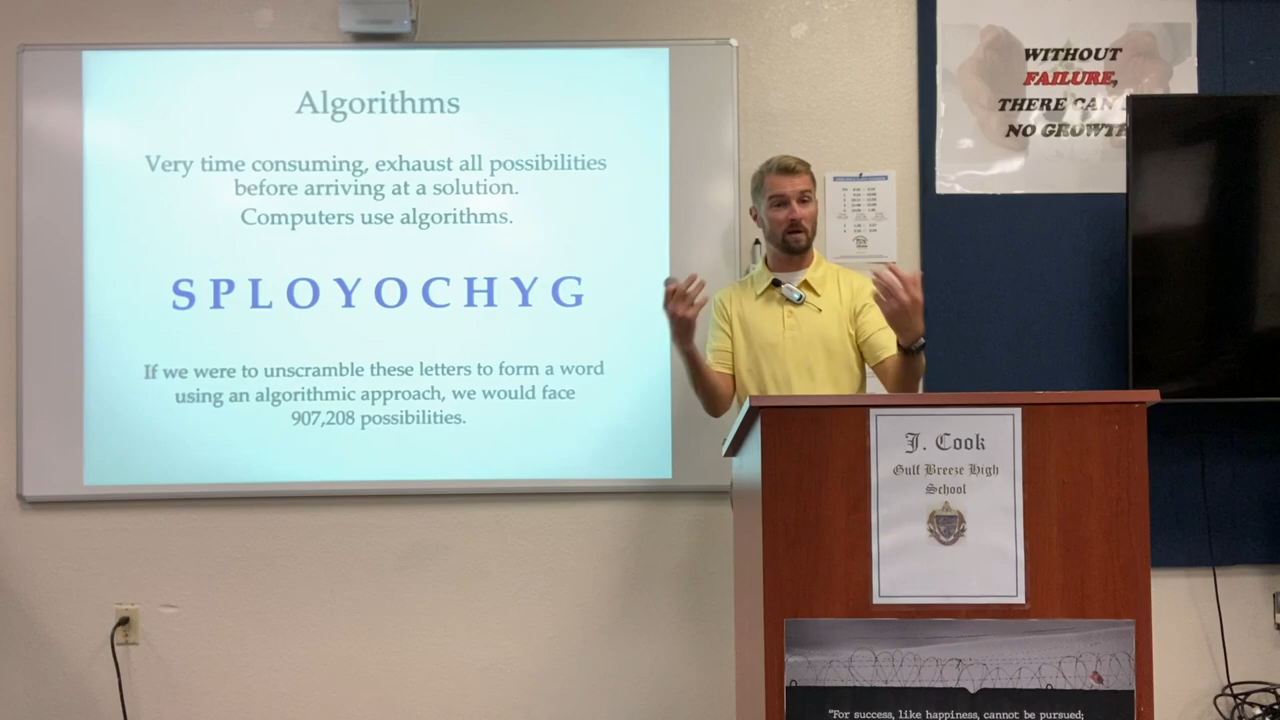 Algorithms
Very time consuming, exhaust all possibilities
before arriving at a solution.
Computers use algorithms.
S P L O Y O C H Y G
If we were to unscramble these letters to form a word
using an algorithmic approach, we would face
907,208 possibilities.
WITHOUT
FAILURE,
THERE CAN
NO GROWTH
J. Cook
Gulf Breeze High
School
"For success, like happiness, cannot be pursued;